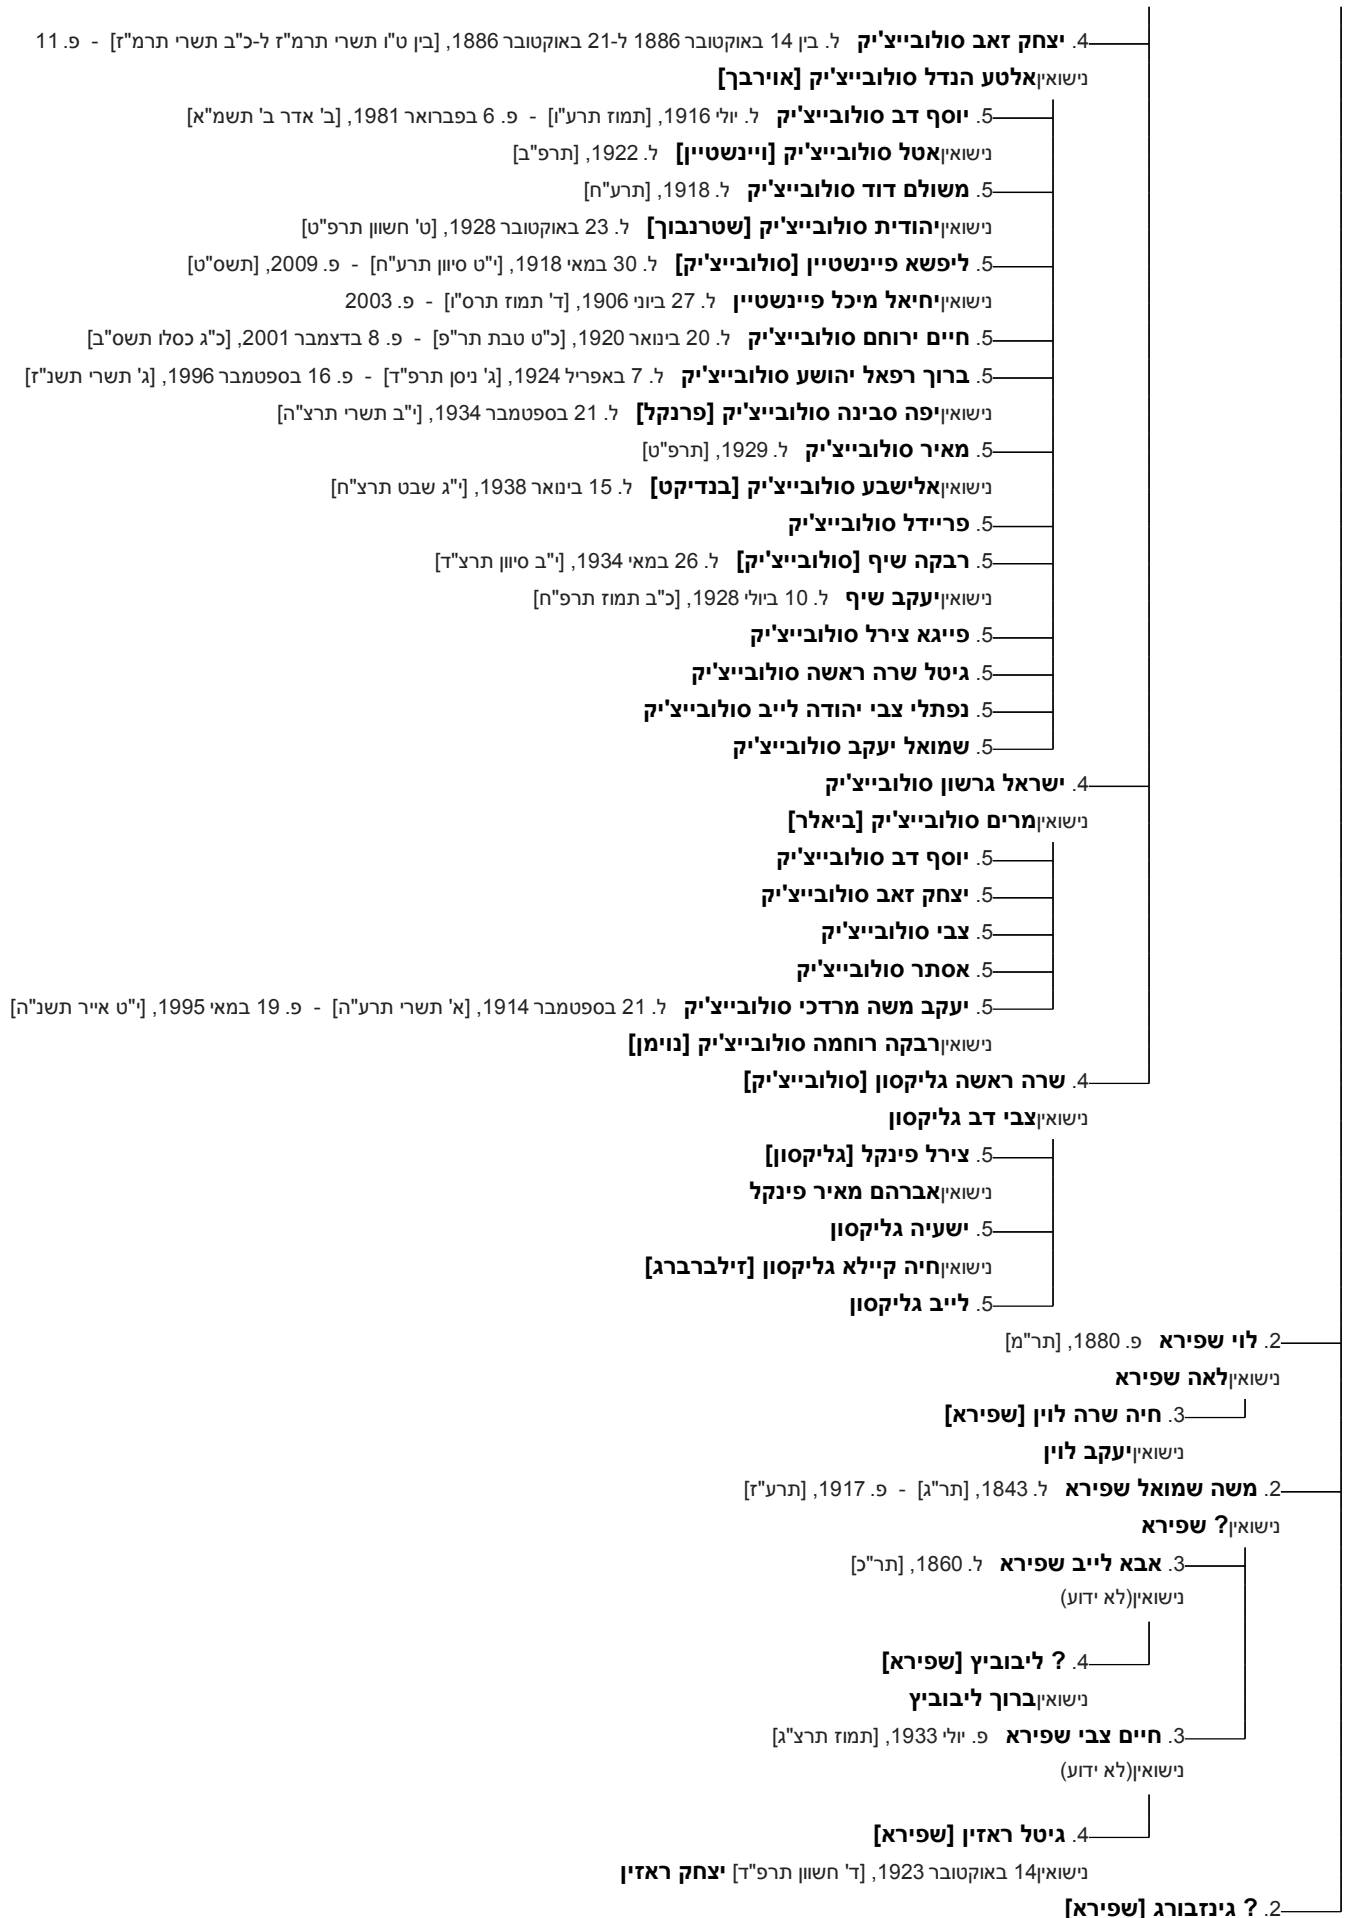 4. יצחק זאב סולובייצ'יק ל. בין 14 באוקטובר 1886 ל-21 באוקטובר 1886, [בין ט"ו תשרי תרמ"ז ל-כ"ב תשרי תרמ"ז] - פ. 11
נישואיןאלטע הנדל סולובייצ'יק [אוירבך]
5. יוסף דב סולובייצ'יק ל. יולי 1916, [תמוז תרע"ו] - פ. 6 בפברואר 1981, [ב' אדר ב' תשמ"א]
נישואיןאטל סולובייצ'יק [ויינשטיין] ל. 1922, [תרפ"ב]
5. משולם דוד סולובייצ'יק ל. 1918, [תרע"ח]
נישואיןיהודית סולובייצ'יק [שטרנבוך] ל. 23 באוקטובר 1928, [ט' חשוון תרפ"ט]
5. ליפשא פיינשטיין [סולובייצ'יק] ל. 30 במאי 1918, [י"ט סיוון תרע"ח] - פ. 2009, [תשס"ט]
נישואיןיחיאל מיכל פיינשטיין ל. 27 ביוני 1906, [ד' תמוז תרס"ו] - פ. 2003
5. חיים ירוחם סולובייצ'יק ל. 20 בינואר 1920, [כ"ט טבת תר"פ] - פ. 8 בדצמבר 2001, [כ"ג כסלו תשס"ב]
5. ברוך רפאל יהושע סולובייצ'יק ל. 7 באפריל 1924, [ג' ניסן תרפ"ד] - פ. 16 בספטמבר 1996, [ג' תשרי תשנ"ז]
נישואיןיפה סבינה סולובייצ'יק [פרנקל] ל. 21 בספטמבר 1934, [י"ב תשרי תרצ"ה]
5. מאיר סולובייצ'יק ל. 1929, [תרפ"ט]
נישואיןאלישבע סולובייצ'יק [בנדיקט] ל. 15 בינואר 1938, [י"ג שבט תרצ"ח]
5. פריידל סולובייצ'יק
5. רבקה שיף [סולובייצ'יק] ל. 26 במאי 1934, [י"ב סיוון תרצ"ד]
נישואיןיעקב שיף ל. 10 ביולי 1928, [כ"ב תמוז תרפ"ח]
5. פייגא צירל סולובייצ'יק
5. גיטל שרה ראשה סולובייצ'יק
5. נפתלי צבי יהודה לייב סולובייצ'יק
5. שמואל יעקב סולובייצ'יק
4. ישראל גרשון סולובייצ'יק
נישואיןמרים סולובייצ'יק [ביאלר]
5. יוסף דב סולובייצ'יק
5. יצחק זאב סולובייצ'יק
5. צבי סולובייצ'יק
5. אסתר סולובייצ'יק
5. יעקב משה מרדכי סולובייצ'יק ל. 21 בספטמבר 1914, [א' תשרי תרע"ה] - פ. 19 במאי 1995, [י"ט אייר תשנ"ה]
נישואיןרבקה רוחמה סולובייצ'יק [נוימן]
4. שרה ראשה גליקסון [סולובייצ'יק]
נישואיןצבי דב גליקסון
5. צירל פינקל [גליקסון]
נישואיןאברהם מאיר פינקל
5. ישעיה גליקסון
נישואיןחיה קיילא גליקסון [זילברברג]
5. לייב גליקסון
2. לוי שפירא פ. 1880, [תר"מ]
נישואיןלאה שפירא
3. חיה שרה לוין [שפירא]
נישואיןיעקב לוין
2. משה שמואל שפירא ל. 1843, [תר"ג] - פ. 1917, [תרע"ז]
נישואין? שפירא
3. אבא לייב שפירא ל. 1860, [תר"כ]
נישואין(לא ידוע)
4. ? ליבוביץ [שפירא]
נישואיןברוך ליבוביץ
3. חיים צבי שפירא פ. יולי 1933, [תמוז תרצ"ג]
נישואין(לא ידוע)
4. גיטל ראזין [שפירא]
נישואין14 באוקטובר 1923, [ד' חשוון תרפ"ד] יצחק ראזין
2. ? גינזבורג [שפירא]